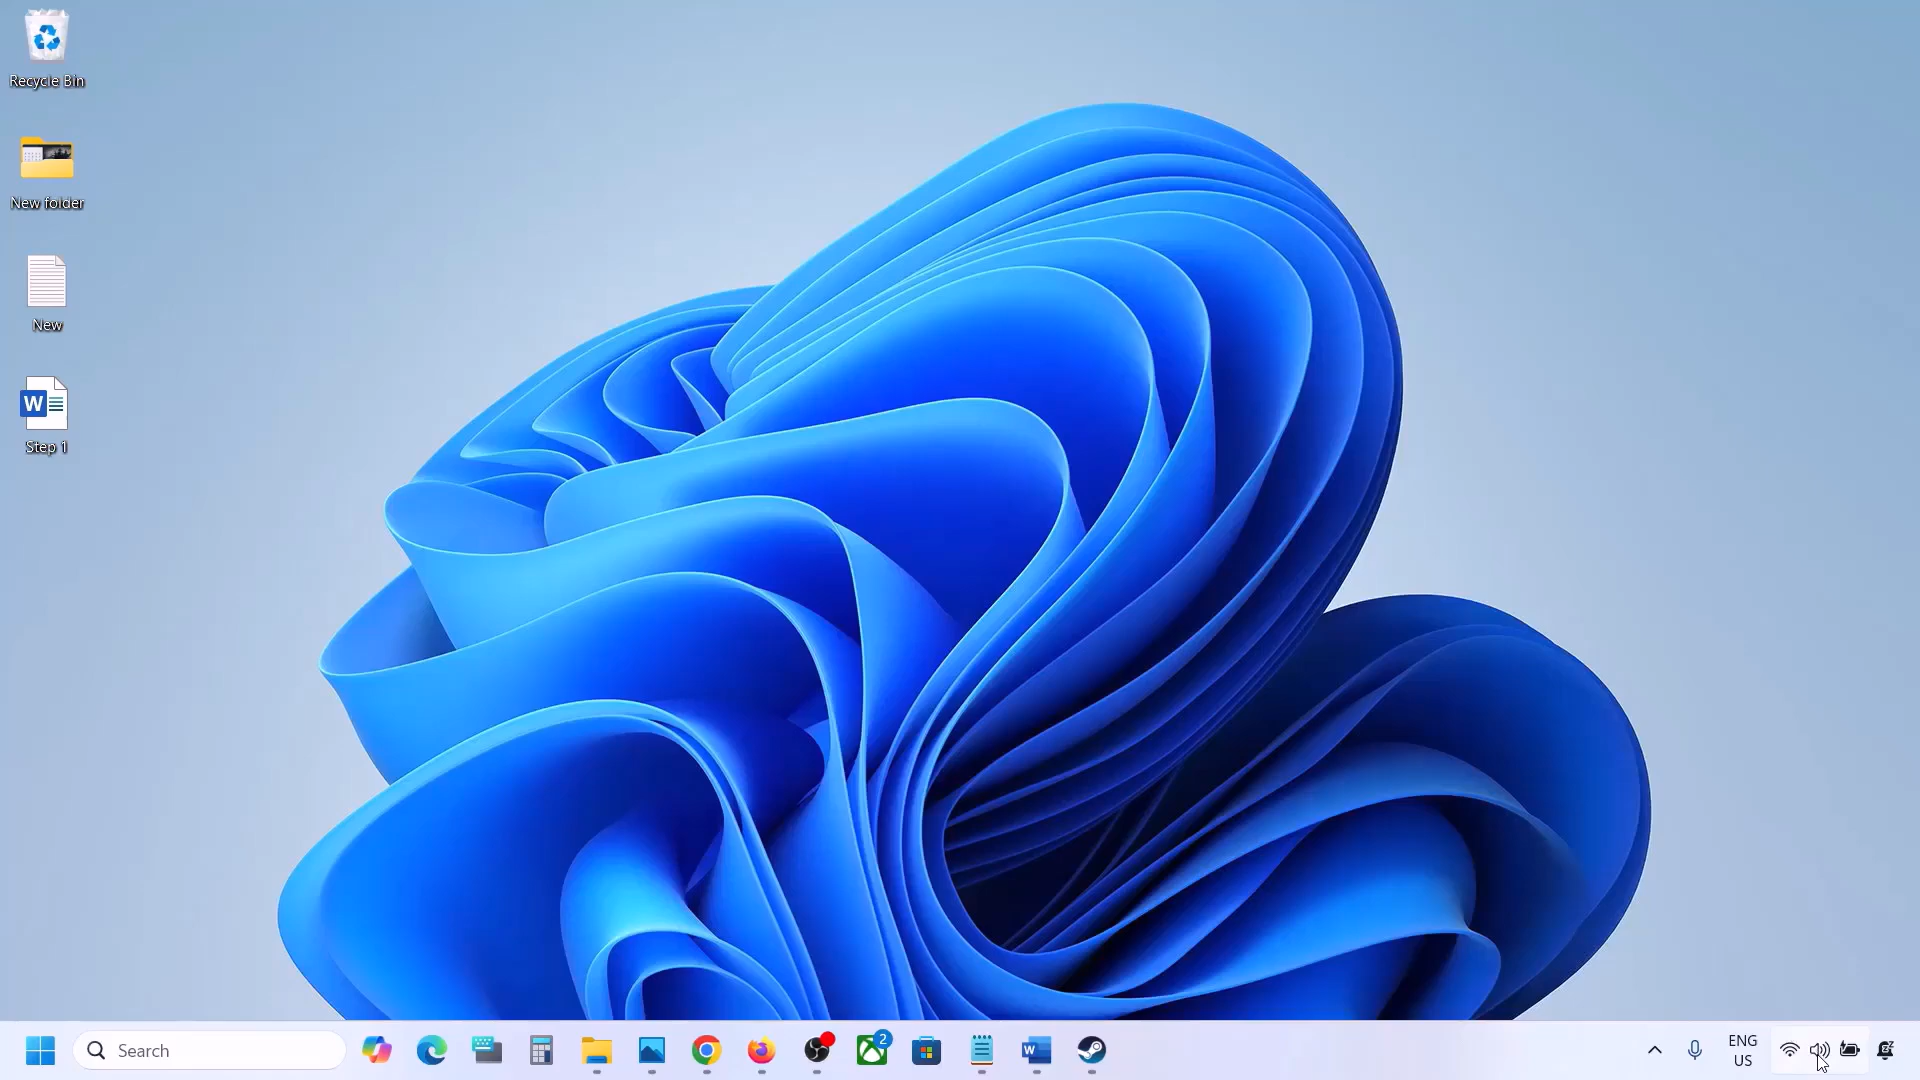 Recycle Bin
New folder
New
W
Step 1
Search
2
W
ENG
US